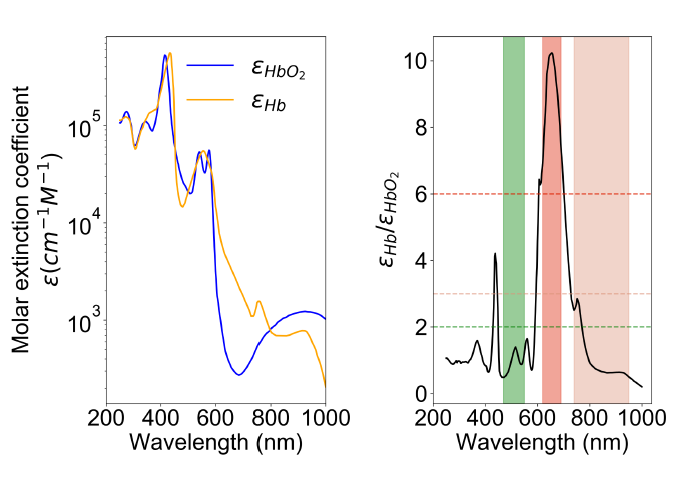 Molar extinction coefficient
ε(cm⁻¹M⁻¹)
10⁵
10⁴
10³
ε_HbO₂
ε_Hb
200 400 600 800 1000
Wavelength (nm)
ε_Hb/ε_HbO₂
10
8
6
4
2
0
200 400 600 800 1000
Wavelength (nm)